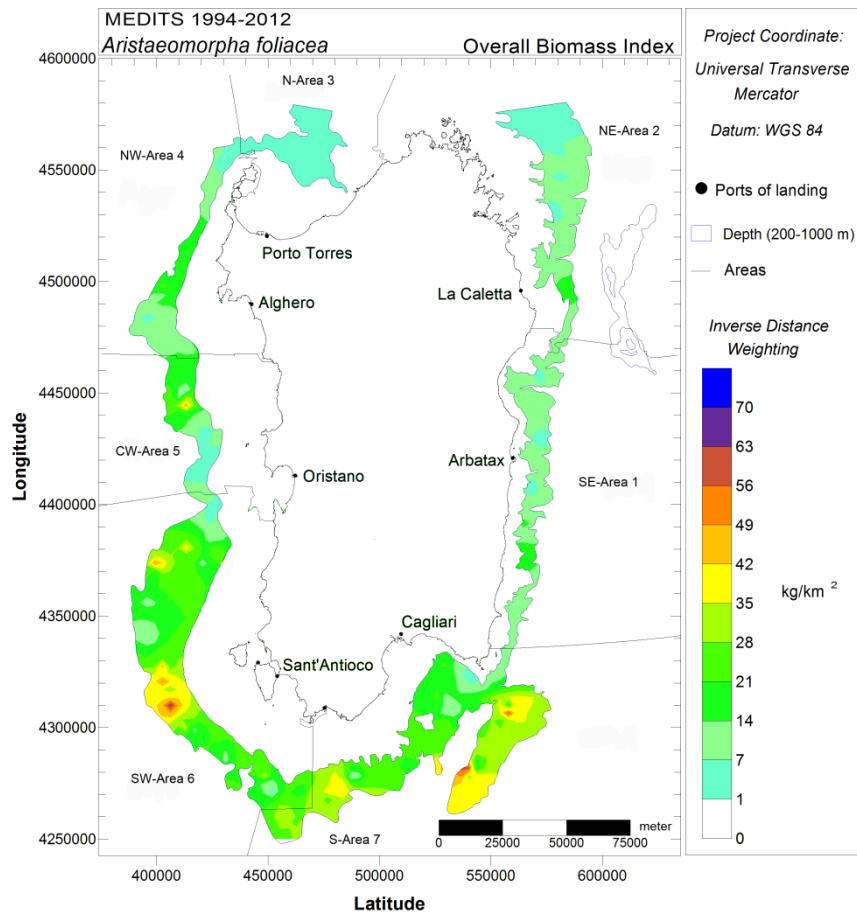 MEDITS 1994-2012
Aristaeomorpha foliacea
Overall Biomass Index
4600000
4550000
4500000
4450000
4400000
4350000
4300000
4250000
Longitude
400000
450000
500000
550000
600000
Latitude
N-Area 3
NE-Area 2
NW-Area 4
Porto Torres
La Caletta
Alghero
CW-Area 5
Oristano
Arbatax
SE-Area 1
Cagliari
Sant'Antioco
SW-Area 6
S-Area 7
meter
0
25000
50000
75000
Project Coordinate:
Universal Transverse
Mercator
Datum: WGS 84
Ports of landing
Depth (200-1000 m)
Areas
Inverse Distance
Weighting
70
63
56
49
42
35
28
21
14
7
1
0
kg/km ²